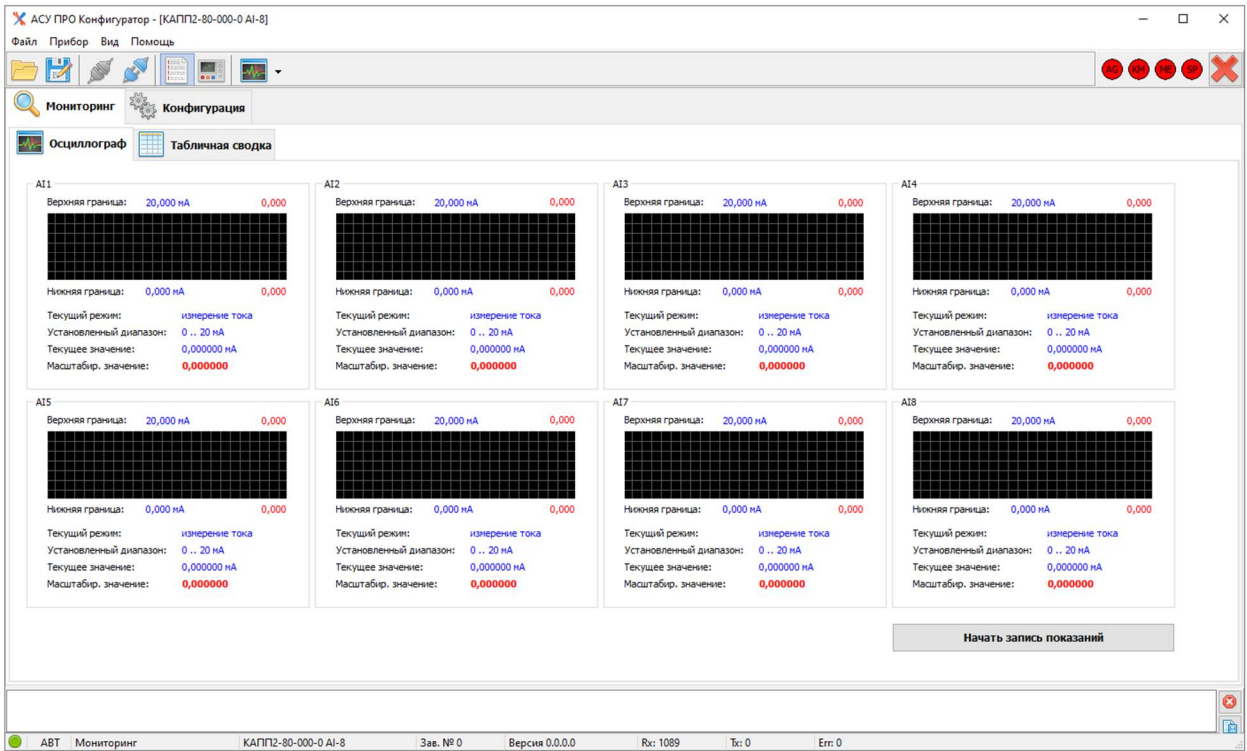 АСУ ПРО Конфигуратор - [КАПП2-80-000-0 AI-8]
Файл Прибор Вид Помощь
AG KM ME SP
Мониторинг Конфигурация
Осциллограф Табличная сводка
AI1 AI2 AI3 AI4
Верхняя граница: 20,000 мА 0,000 Верхняя граница: 20,000 мА 0,000 Верхняя граница: 20,000 мА 0,000 Верхняя граница: 20,000 мА 0,000
Нижняя граница: 0,000 мА 0,000 Нижняя граница: 0,000 мА 0,000 Нижняя граница: 0,000 мА 0,000 Нижняя граница: 0,000 мА 0,000
Текущий режим: измерение тока Текущий режим: измерение тока Текущий режим: измерение тока Текущий режим: измерение тока
Установленный диапазон: 0 .. 20 мА Установленный диапазон: 0 .. 20 мА Установленный диапазон: 0 .. 20 мА Установленный диапазон: 0 .. 20 мА
Текущее значение: 0,000000 мА Текущее значение: 0,000000 мА Текущее значение: 0,000000 мА Текущее значение: 0,000000 мА
Масштабир. значение: 0,000000 Масштабир. значение: 0,000000 Масштабир. значение: 0,000000 Масштабир. значение: 0,000000
AI5 AI6 AI7 AI8
Верхняя граница: 20,000 мА 0,000 Верхняя граница: 20,000 мА 0,000 Верхняя граница: 20,000 мА 0,000 Верхняя граница: 20,000 мА 0,000
Нижняя граница: 0,000 мА 0,000 Нижняя граница: 0,000 мА 0,000 Нижняя граница: 0,000 мА 0,000 Нижняя граница: 0,000 мА 0,000
Текущий режим: измерение тока Текущий режим: измерение тока Текущий режим: измерение тока Текущий режим: измерение тока
Установленный диапазон: 0 .. 20 мА Установленный диапазон: 0 .. 20 мА Установленный диапазон: 0 .. 20 мА Установленный диапазон: 0 .. 20 мА
Текущее значение: 0,000000 мА Текущее значение: 0,000000 мА Текущее значение: 0,000000 мА Текущее значение: 0,000000 мА
Масштабир. значение: 0,000000 Масштабир. значение: 0,000000 Масштабир. значение: 0,000000 Масштабир. значение: 0,000000
Начать запись показаний
АВТ Мониторинг КАПП2-80-000-0 AI-8 Зав. № 0 Версия 0.0.0.0 Rx: 1089 Tx: 0 Err: 0